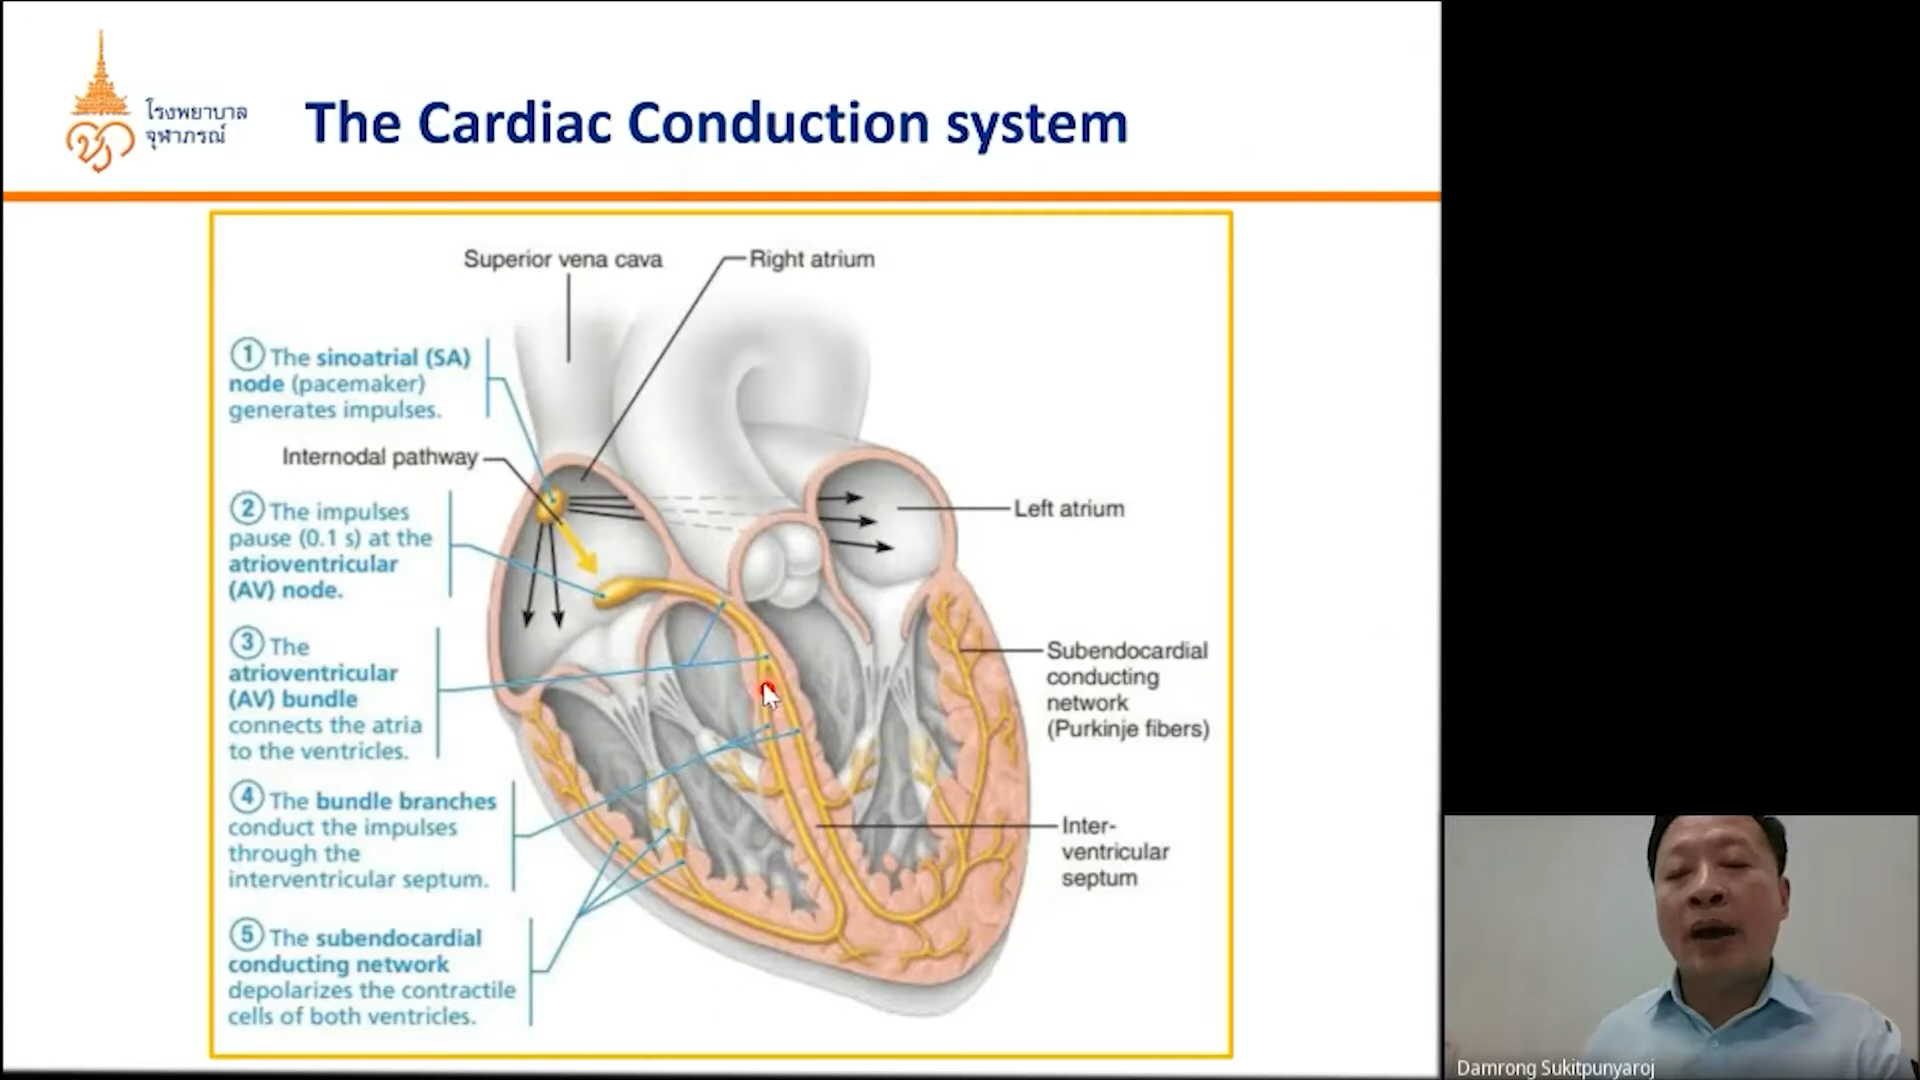 โรงพยาบาล
จุฬาภรณ์
The Cardiac Conduction system
Superior vena cava
Right atrium
① The sinoatrial (SA)
node (pacemaker)
generates impulses.
Internodal pathway
② The impulses
pause (0.1 s) at the
atrioventricular
(AV) node.
Left atrium
③ The
atrioventricular
(AV) bundle
connects the atria
to the ventricles.
Subendocardial
conducting
network
(Purkinje fibers)
④ The bundle branches
conduct the impulses
through the
interventricular septum.
Inter-
ventricular
septum
⑤ The subendocardial
conducting network
depolarizes the contractile
cells of both ventricles.
Damrong Sukitpunyaroj